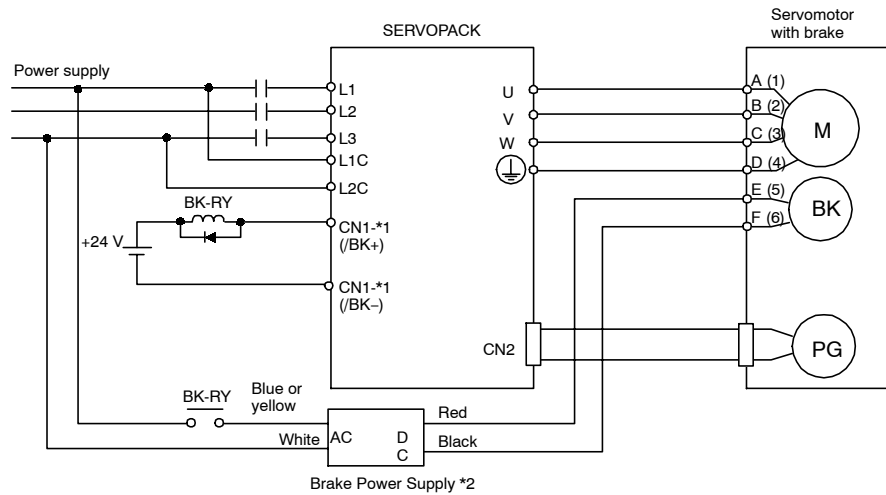 Servomotor
with brake
SERVOPACK
Power supply
L1
L2
L3
L1C
L2C
U
V
W
A (1)
B (2)
C (3)
D (4)
E (5)
F (6)
M
BK
PG
BK-RY
+24 V
CN1-*1
(/BK+)
CN1-*1
(/BK−)
CN2
BK-RY
Blue or
yellow
White
AC
D
C
Red
Black
Brake Power Supply *2